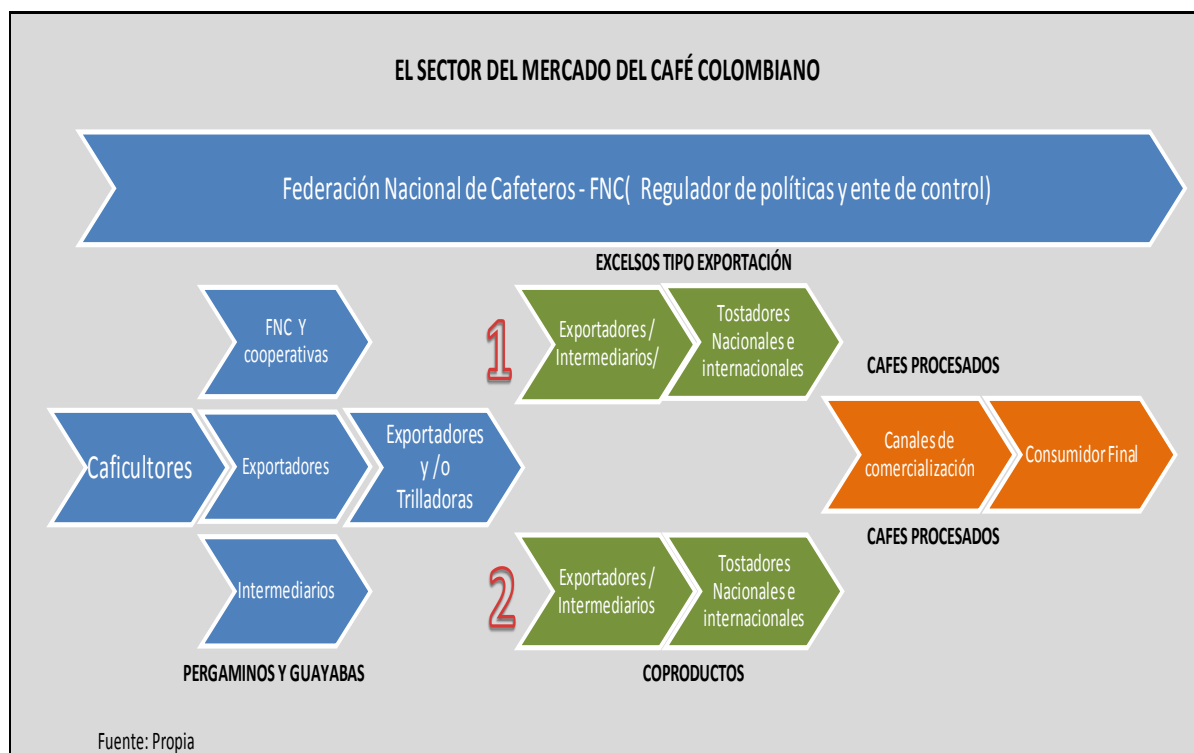 EL SECTOR DEL MERCADO DEL CAFÉ COLOMBIANO
Federación Nacional de Cafeteros - FNC( Regulador de políticas y ente de control)
EXCELSOS TIPO EXPORTACIÓN
FNC Y
cooperativas
1
Exportadores /
Intermediarios/
Tostadores
Nacionales e
internacionales
CAFES PROCESADOS
Caficultores
Exportadores
Exportadores
y /o
Trilladoras
Canales de
comercialización
Consumidor Final
CAFES PROCESADOS
Intermediarios
2
Exportadores /
Intermediarios
Tostadores
Nacionales e
internacionales
PERGAMINOS Y GUAYABAS
COPRODUCTOS
Fuente: Propia